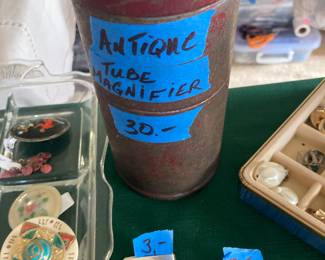 ANTIQUE
TUBE
MAGNIFIER
30.-
3.-